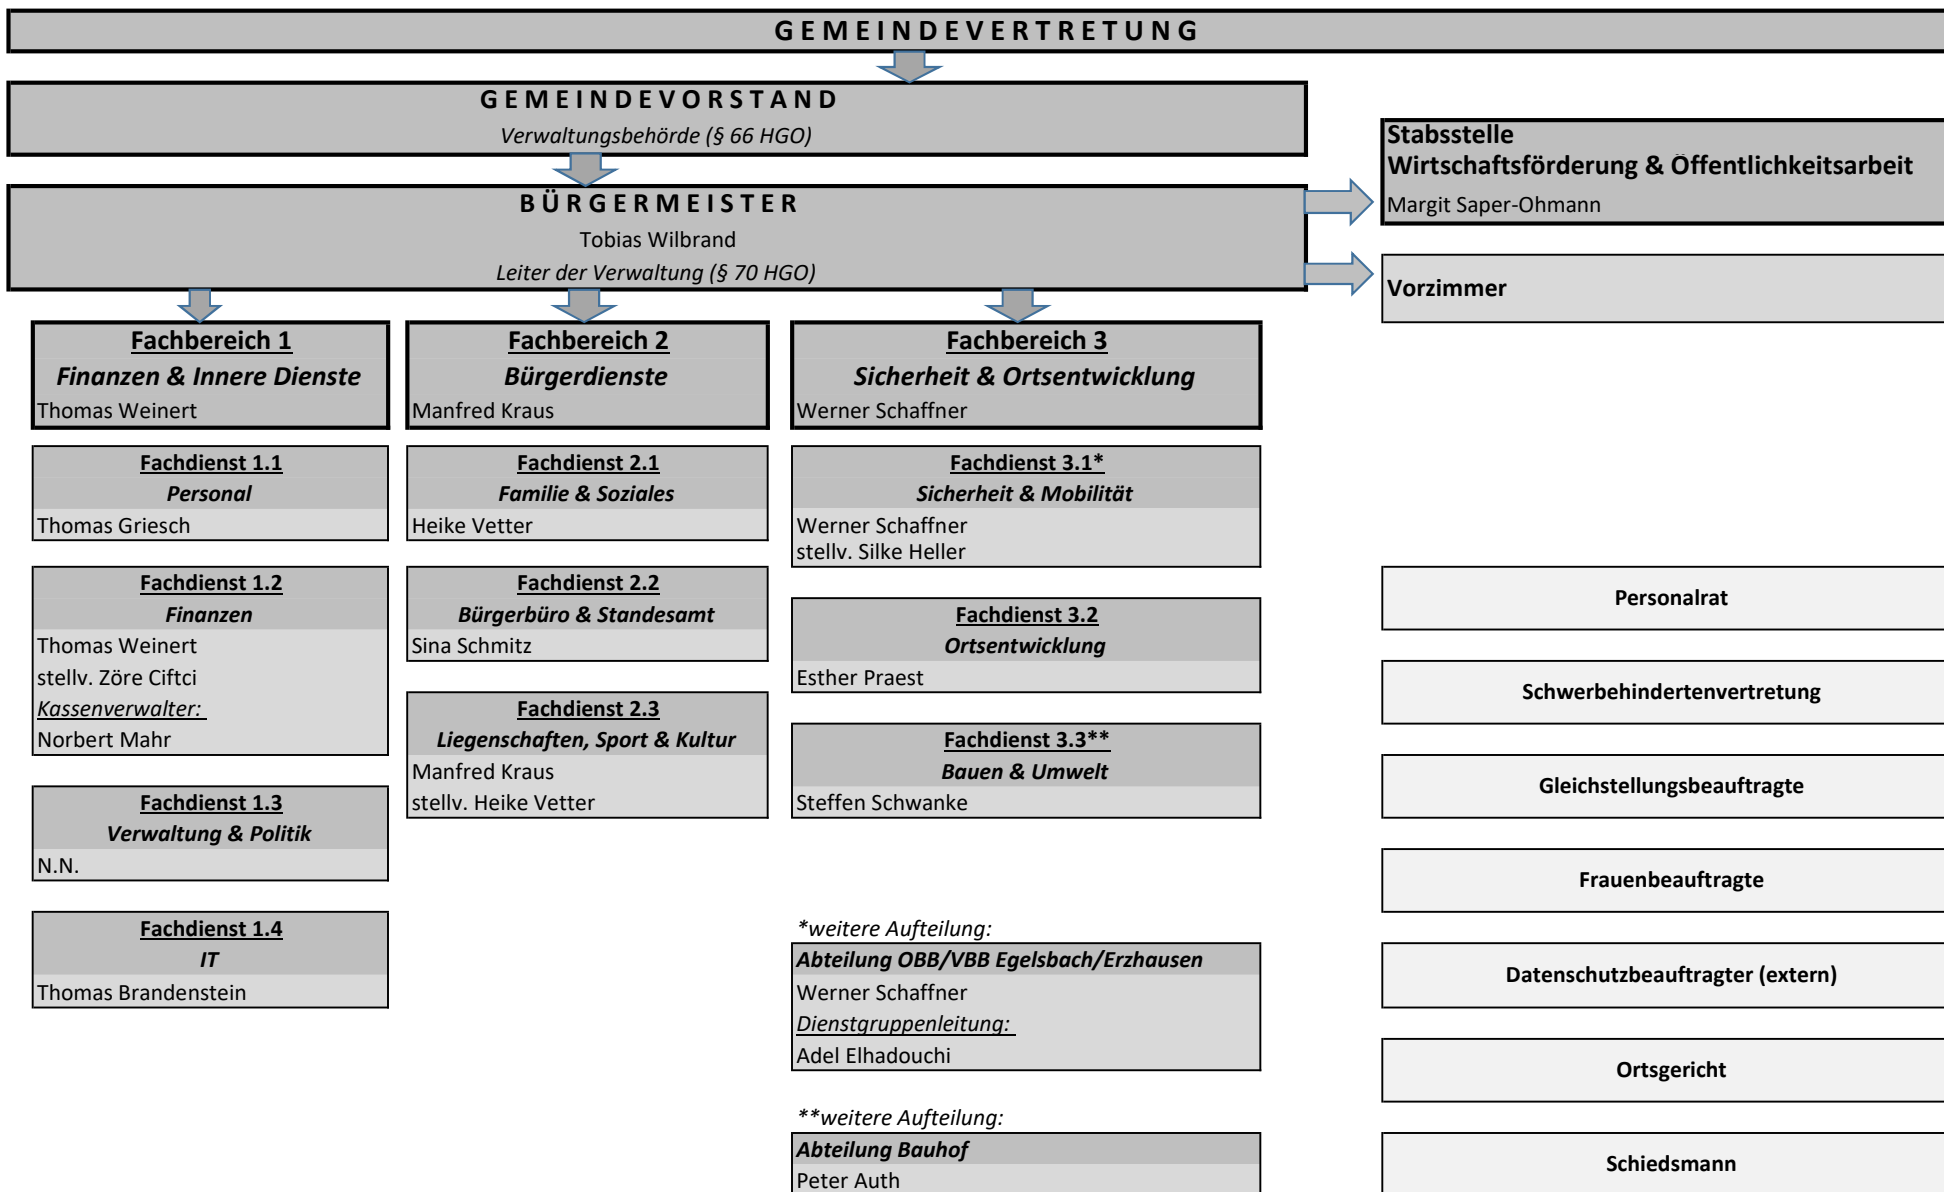 GEMEINDEVERTRETUNG
GEMEINDEVORSTAND
Verwaltungsbehörde (§ 66 HGO)
BÜRGERMEISTER
Tobias Wilbrand
Leiter der Verwaltung (§ 70 HGO)
Stabsstelle
Wirtschaftsförderung & Öffentlichkeitsarbeit
Margit Saper-Ohmann
Vorzimmer
Fachbereich 1
Finanzen & Innere Dienste
Thomas Weinert
Fachdienst 1.1
Personal
Thomas Griesch
Fachdienst 1.2
Finanzen
Thomas Weinert
stellv. Zöre Ciftci
Kassenverwalter:
Norbert Mahr
Fachdienst 1.3
Verwaltung & Politik
N.N.
Fachdienst 1.4
IT
Thomas Brandenstein
Fachbereich 2
Bürgerdienste
Manfred Kraus
Fachdienst 2.1
Familie & Soziales
Heike Vetter
Fachdienst 2.2
Bürgerbüro & Standesamt
Sina Schmitz
Fachdienst 2.3
Liegenschaften, Sport & Kultur
Manfred Kraus
stellv. Heike Vetter
Fachbereich 3
Sicherheit & Ortsentwicklung
Werner Schaffner
Fachdienst 3.1*
Sicherheit & Mobilität
Werner Schaffner
stellv. Silke Heller
Fachdienst 3.2
Ortsentwicklung
Esther Praest
Fachdienst 3.3**
Bauen & Umwelt
Steffen Schwanke
*weitere Aufteilung:
Abteilung OBB/VBB Egelsbach/Erzhausen
Werner Schaffner
Dienstgruppenleitung:
Adel Elhadouchi
**weitere Aufteilung:
Abteilung Bauhof
Peter Auth
Personalrat
Schwerbehindertenvertretung
Gleichstellungsbeauftragte
Frauenbeauftragte
Datenschutzbeauftragter (extern)
Ortsgericht
Schiedsmann